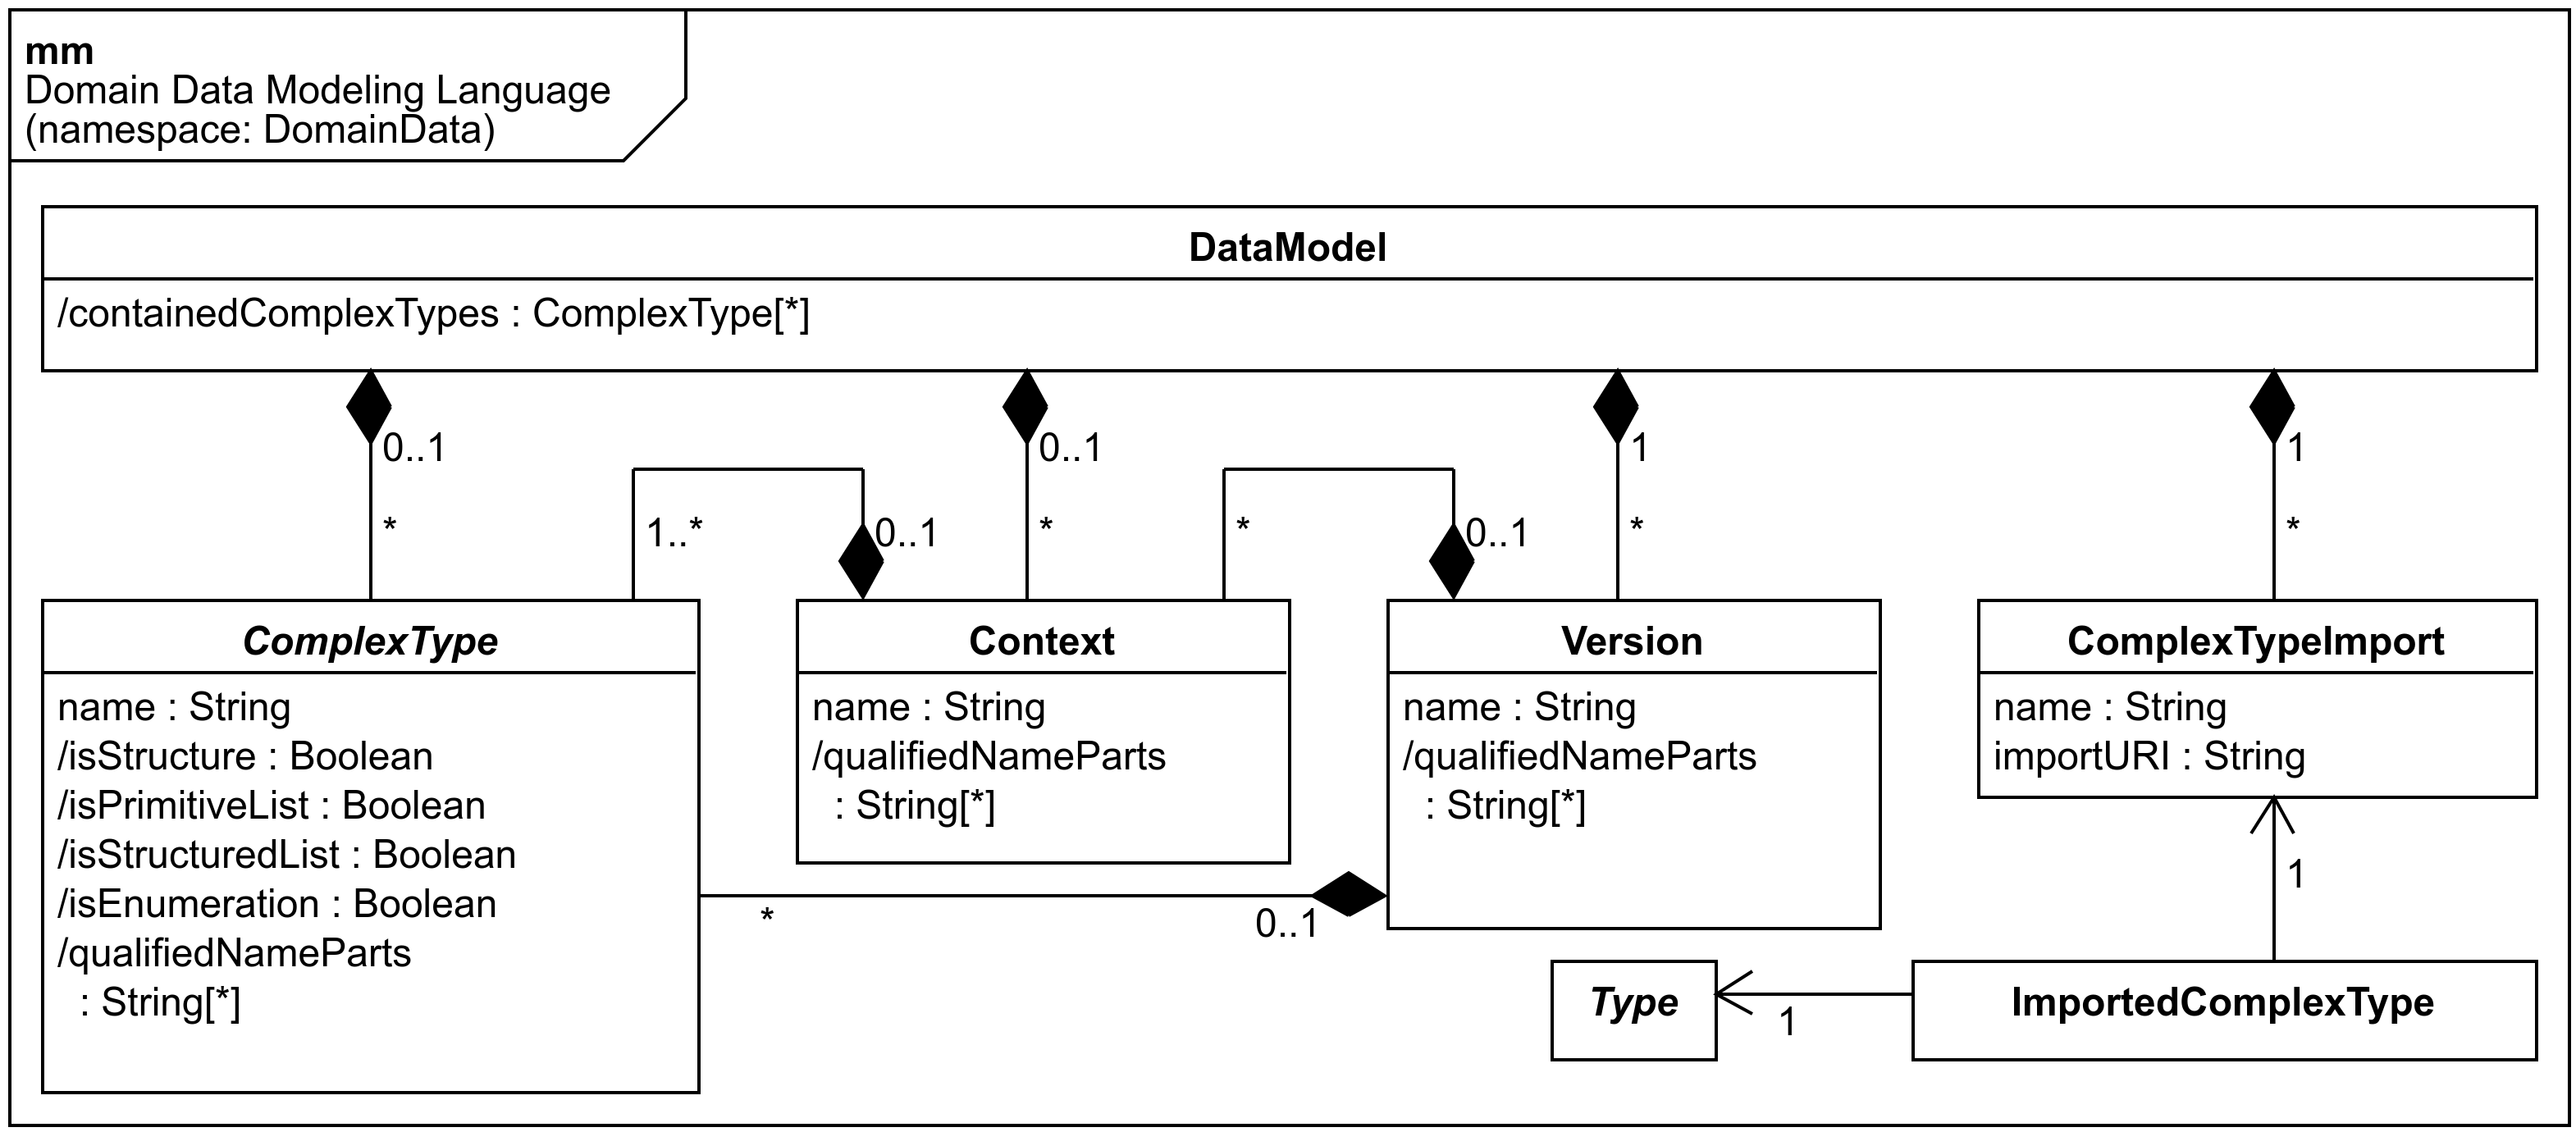 mm
Domain Data Modeling Language
(namespace: DomainData)
DataModel
/containedComplexTypes : ComplexType[*]
0..1
0..1
1
1
*
1..*
0..1
*
*
0..1
*
*
ComplexType
name : String
/isStructure : Boolean
/isPrimitiveList : Boolean
/isStructuredList : Boolean
/isEnumeration : Boolean
/qualifiedNameParts
: String[*]
Context
name : String
/qualifiedNameParts
: String[*]
Version
name : String
/qualifiedNameParts
: String[*]
ComplexTypeImport
name : String
importURI : String
1
*
0..1
Type
1
ImportedComplexType